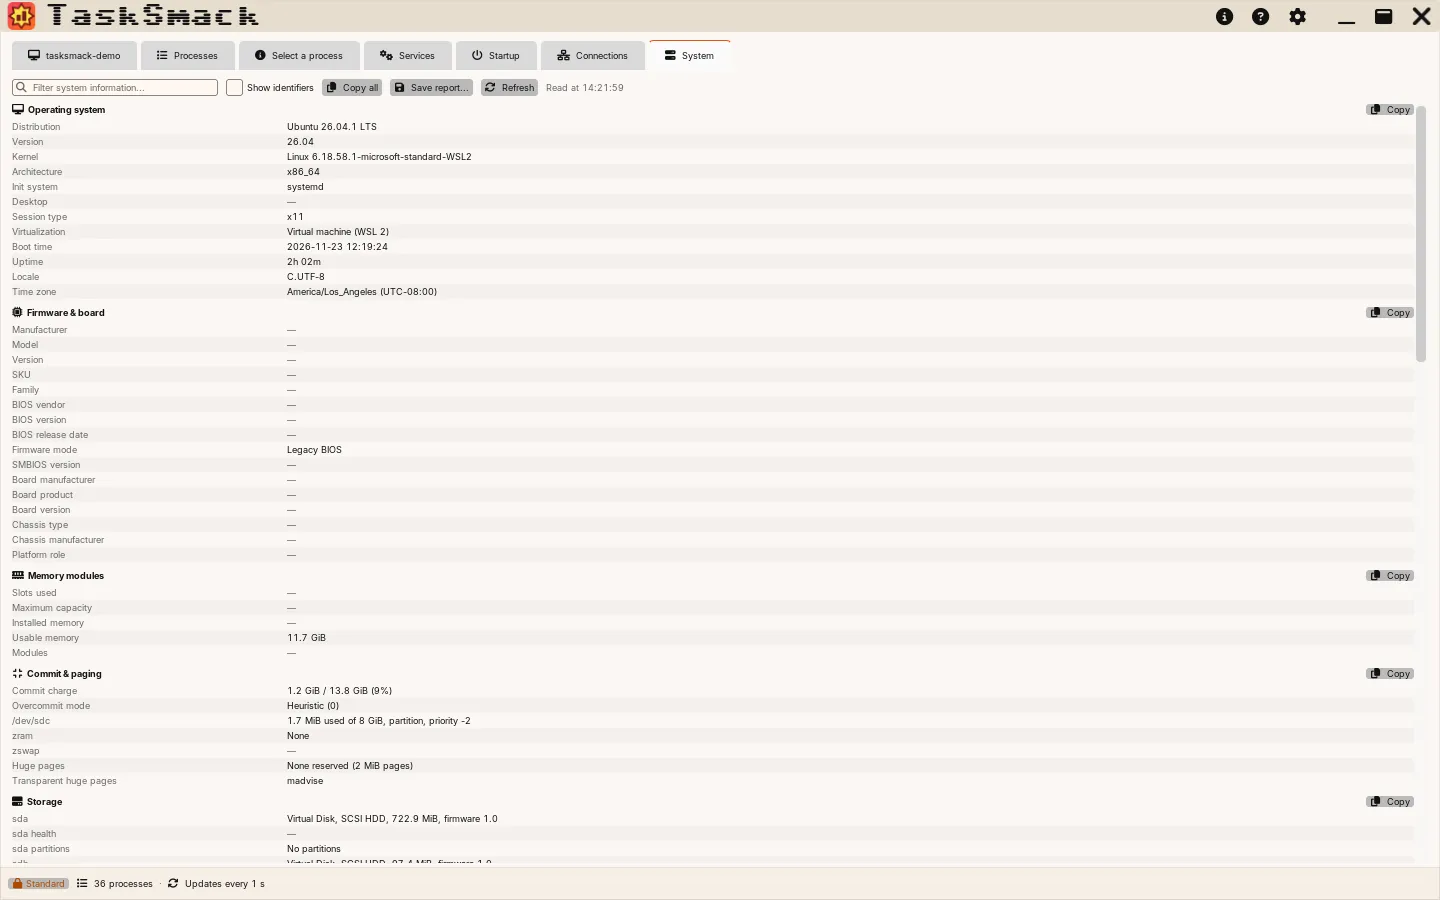 TaskSmack
tasksmack-demo Processes Select a process Services Startup Connections System
Filter system information... Show identifiers Copy all Save report... Refresh Read at 14:21:59
Operating system Copy
Distribution Ubuntu 26.04.1 LTS
Version 26.04
Kernel Linux 6.18.58.1-microsoft-standard-WSL2
Architecture x86_64
Init system systemd
Desktop —
Session type x11
Virtualization Virtual machine (WSL 2)
Boot time 2026-11-23 12:19:24
Uptime 2h 02m
Locale C.UTF-8
Time zone America/Los_Angeles (UTC-08:00)
Firmware & board Copy
Manufacturer —
Model —
Version —
SKU —
Family —
BIOS vendor —
BIOS version —
BIOS release date —
Firmware mode Legacy BIOS
SMBIOS version —
Board manufacturer —
Board product —
Board version —
Chassis type —
Chassis manufacturer —
Platform role —
Memory modules Copy
Slots used —
Maximum capacity —
Installed memory —
Usable memory 11.7 GiB
Modules —
Commit & paging Copy
Commit charge 1.2 GiB / 13.8 GiB (9%)
Overcommit mode Heuristic (0)
/dev/sdc 1.7 MiB used of 8 GiB, partition, priority -2
zram None
zswap —
Huge pages None reserved (2 MiB pages)
Transparent huge pages madvise
Storage Copy
sda Virtual Disk, SCSI HDD, 722.9 MiB, firmware 1.0
sda health —
sda partitions No partitions
Standard 36 processes · Updates every 1 s